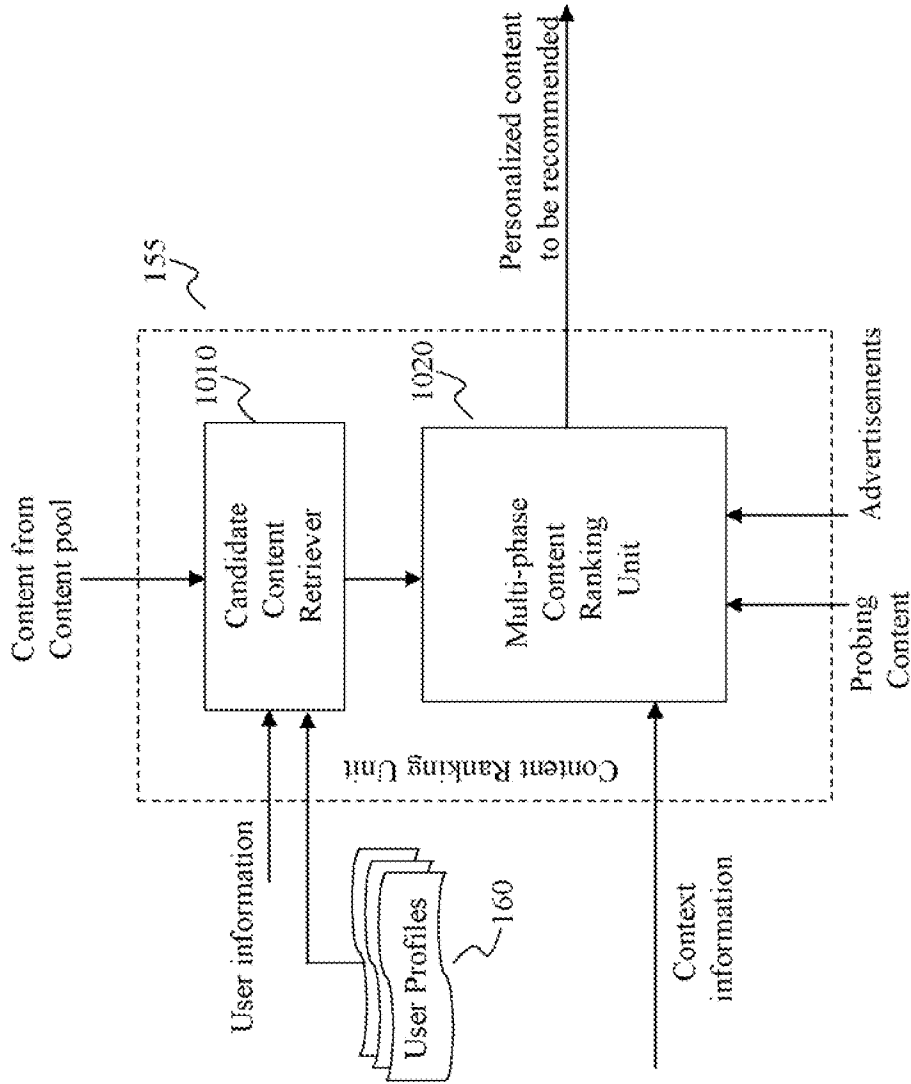 Content from
Content pool
155
1010
Candidate
Content
Retriever
User information
Content Ranking Unit
User Profiles
160
1020
Multi-phase
Content
Ranking
Unit
Personalized content
to be recommended
Context
information
Probing
Content
Advertisements